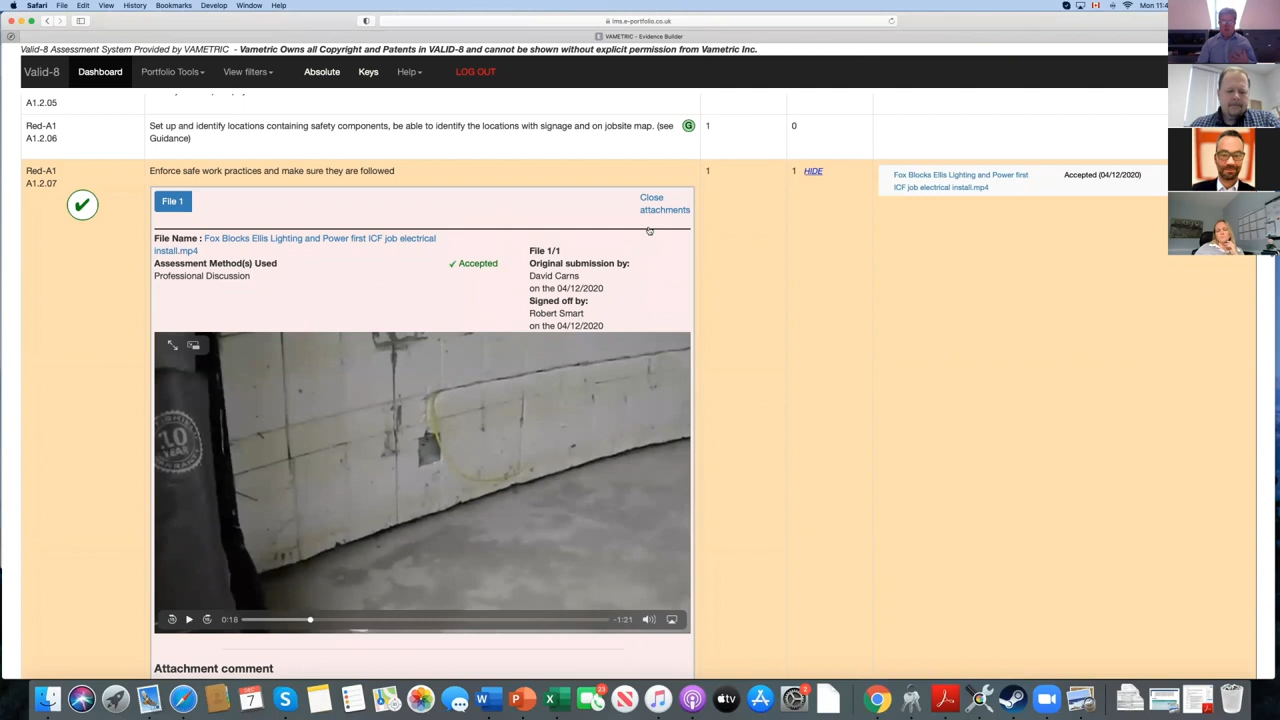 Safari File Edit View History Bookmarks Develop Window Help
Mon 11:4
lms.e-portfolio.co.uk
VAMETRIC - Evidence Builder
Valid-8 Assessment System Provided by VAMETRIC - Vametric Owns all Copyright and Patents in VALID-8 and cannot be shown without explicit permission from Vametric Inc.
Valid-8 Dashboard Portfolio Tools View filters Absolute Keys Help LOG OUT
A1.2.05
Red-A1
A1.2.06
Set up and identify locations containing safety components, be able to identify the locations with signage and on jobsite map. (see
Guidance)
G
1
0
Red-A1
A1.2.07
Enforce safe work practices and make sure they are followed
1
1 HIDE
Fox Blocks Ellis Lighting and Power first
ICF job electrical install.mp4
Accepted (04/12/2020)
File 1
Close
attachments
File Name : Fox Blocks Ellis Lighting and Power first ICF job electrical
install.mp4
Assessment Method(s) Used
Professional Discussion
Accepted
File 1/1
Original submission by:
David Carns
on the 04/12/2020
Signed off by:
Robert Smart
on the 04/12/2020
10
YEAR
0:18
-1:21
Attachment comment
DEC
7
23
2